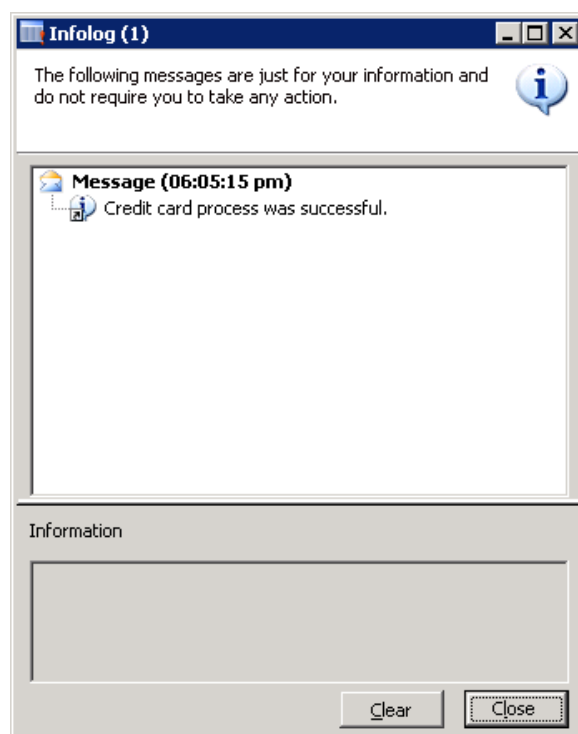 Infolog (1)
The following messages are just for your information and
do not require you to take any action.
Message (06:05:15 pm)
Credit card process was successful.
Information
Clear
Close